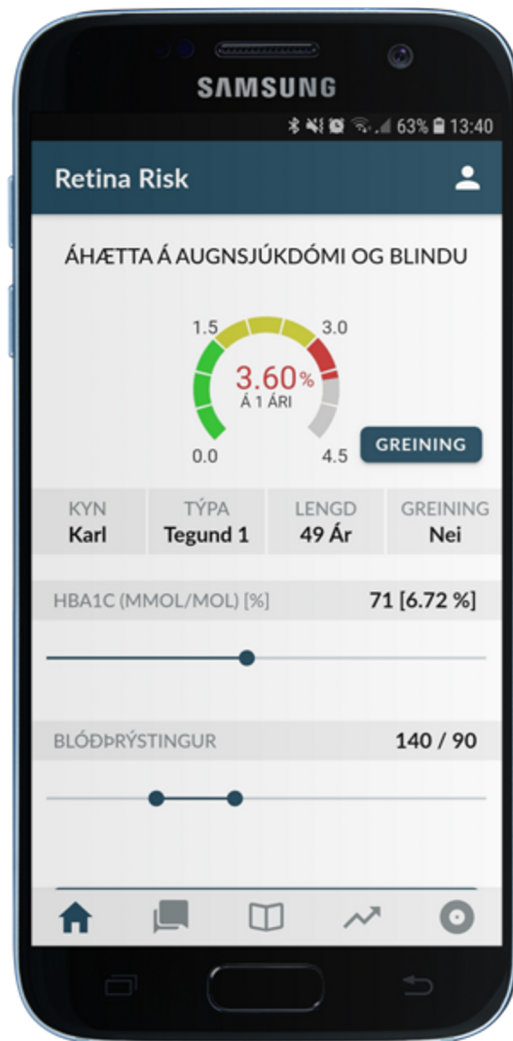 SAMSUNG
63% 13:40
Retina Risk
ÁHÆTTA Á AUGNSJÚKDÓMI OG BLINDU
1.5 3.0
3.60%
Á 1 ÁRI
0.0 4.5
GREINING
KYN TÝPA LENGD GREINING
Karl Tegund 1 49 Ár Nei
HBA1C (MMOL/MOL) [%] 71 [6.72 %]
BLÓÐÞRÝSTINGUR 140 / 90